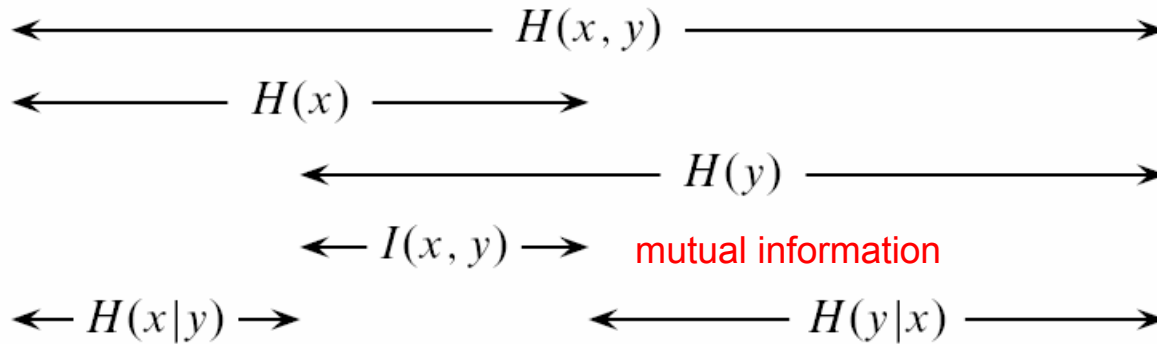 H(x, y)
H(x)
H(y)
I(x, y) mutual information
H(x|y) H(y|x)